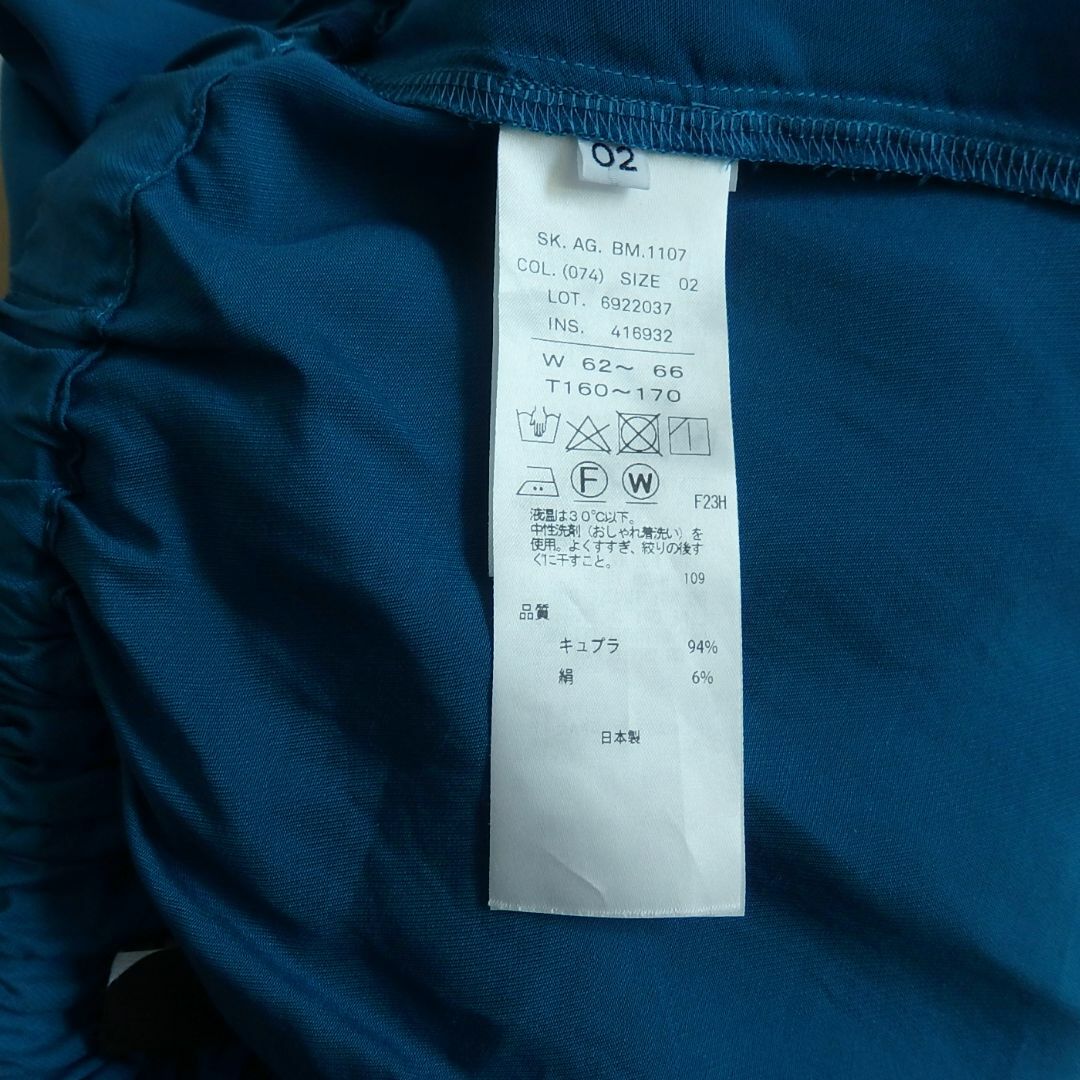 02
SK. AG. BM.1107
COL. (074) SIZE 02
LOT. 6922037
INS. 416932
W 62～ 66
T160～170
F W
F23H
液温は30℃以下。
中性洗剤（おしゃれ着洗い）を
使用。よくすすぎ、絞りの後す
ぐに干すこと。
109
品質
キュプラ 94%
絹 6%
日本製